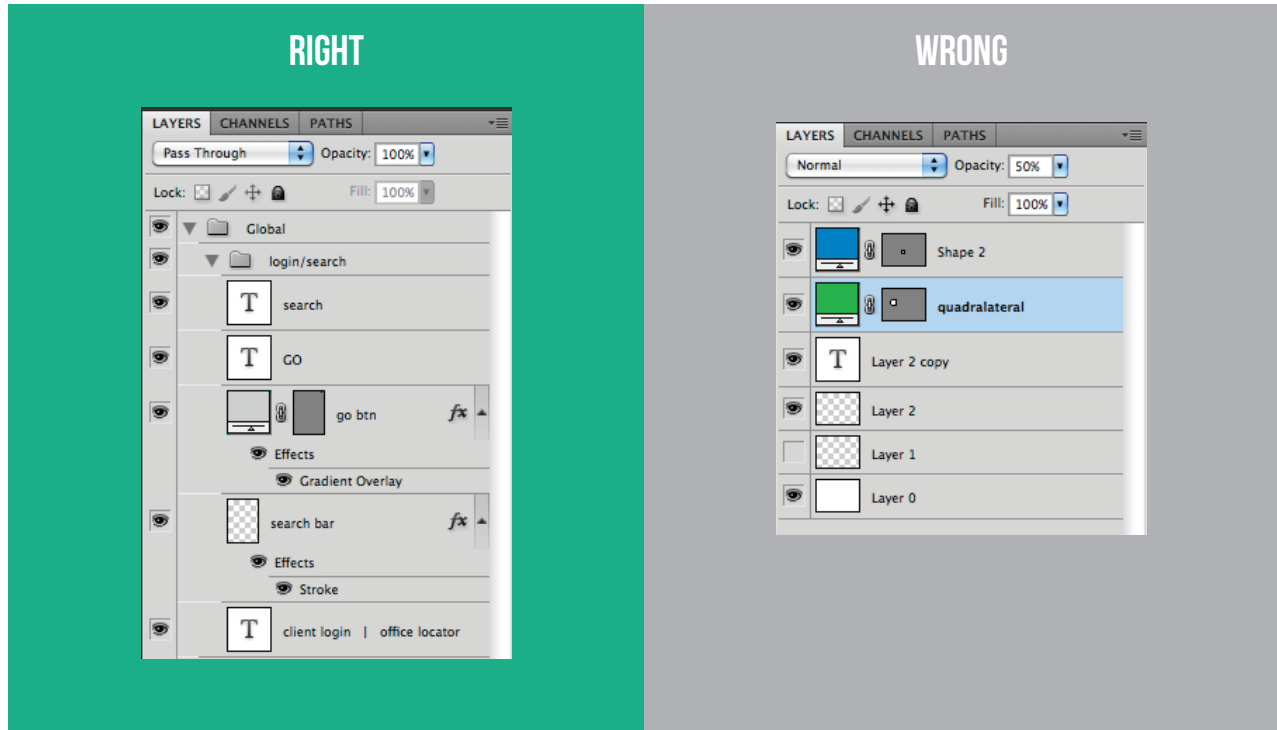 RIGHT
LAYERS CHANNELS PATHS
Pass Through Opacity: 100%
Lock: Fill: 100%
Global
login/search
T search
T GO
go btn fx
Effects
Gradient Overlay
search bar fx
Effects
Stroke
T client login | office locator
WRONG
LAYERS CHANNELS PATHS
Normal Opacity: 50%
Lock: Fill: 100%
Shape 2
quadralateral
T Layer 2 copy
Layer 2
Layer 1
Layer 0